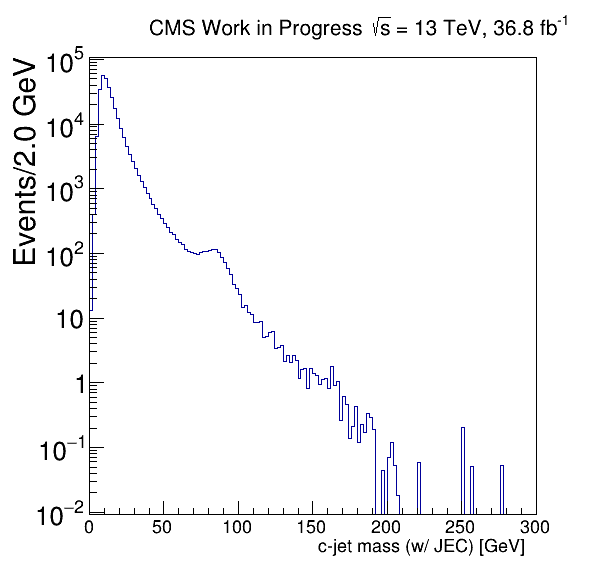 CMS Work in Progress √s = 13 TeV, 36.8 fb⁻¹
Events/2.0 GeV
10⁵
10⁴
10³
10²
10
1
10⁻¹
10⁻²
0 50 100 150 200 250 300
c-jet mass (w/ JEC) [GeV]